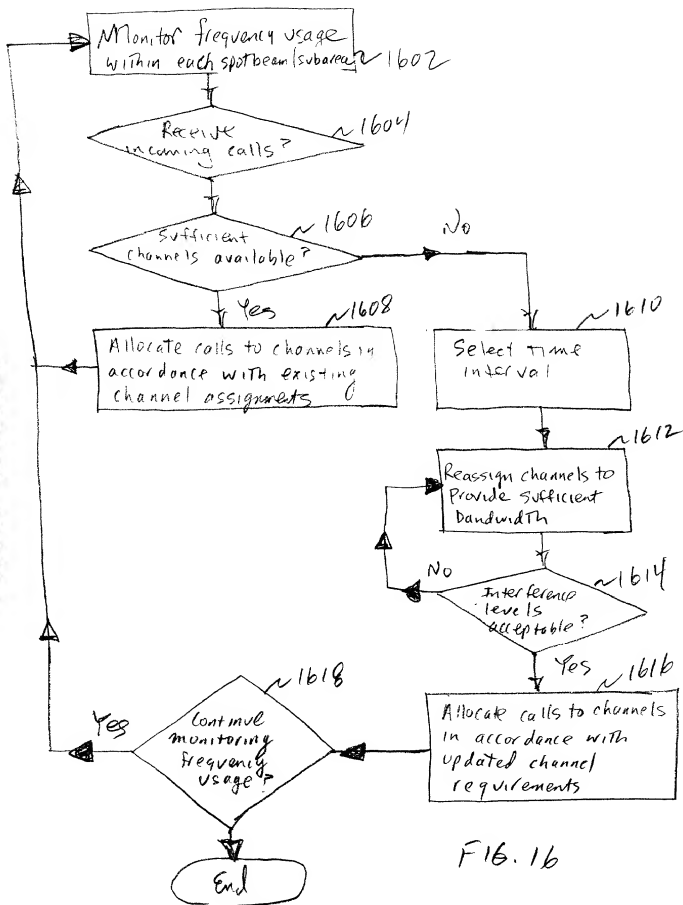 Monitor frequency usage
within each spotbeam/subarea 1602
Receive
incoming calls?
1604
Sufficient
channels available?
1606
No
Yes
1608
Allocate calls to channels in
accordance with existing
channel assignments
1610
Select time
interval
1612
Reassign channels to
Provide sufficient
bandwidth
No
1614
Interference
levels
acceptable?
Yes
1616
Allocate calls to channels
in accordance with
updated channel
requirements
1618
Continue
monitoring
frequency
usage?
Yes
End
FIG. 16